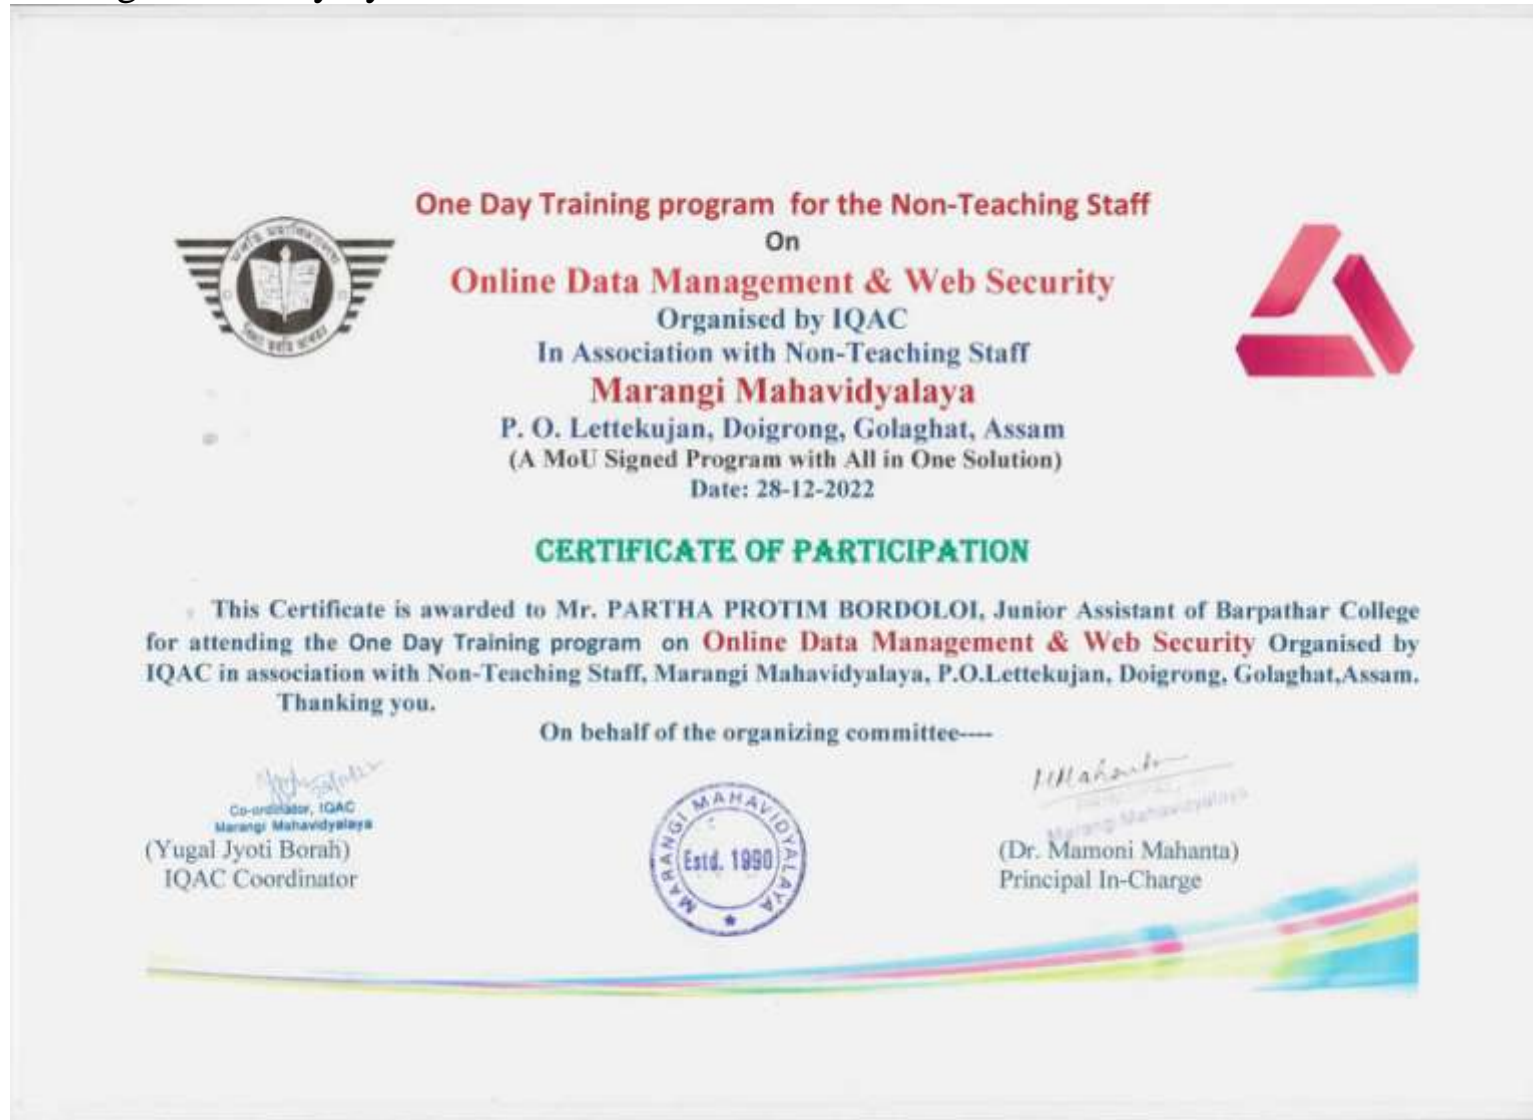 One Day Training program for the Non-Teaching Staff
On
Online Data Management & Web Security
Organised by IQAC
In Association with Non-Teaching Staff
Marangi Mahavidyalaya
P. O. Lettekujan, Doigrong, Golaghat, Assam
(A MoU Signed Program with All in One Solution)
Date: 28-12-2022
CERTIFICATE OF PARTICIPATION
This Certificate is awarded to Mr. PARTHA PROTIM BORDOLOI, Junior Assistant of Barpathar College
for attending the One Day Training program on Online Data Management & Web Security Organised by
IQAC in association with Non-Teaching Staff, Marangi Mahavidyalaya, P.O.Lettekujan, Doigrong, Golaghat,Assam.
Thanking you.
On behalf of the organizing committee----
Co-ordinator, IQAC
Marangi Mahavidyalaya
(Yugal Jyoti Borah)
IQAC Coordinator
MARANGI MAHAVIDYALAYA
Estd. 1990
MMahanta
Marangi Mahavidyalaya
(Dr. Mamoni Mahanta)
Principal In-Charge